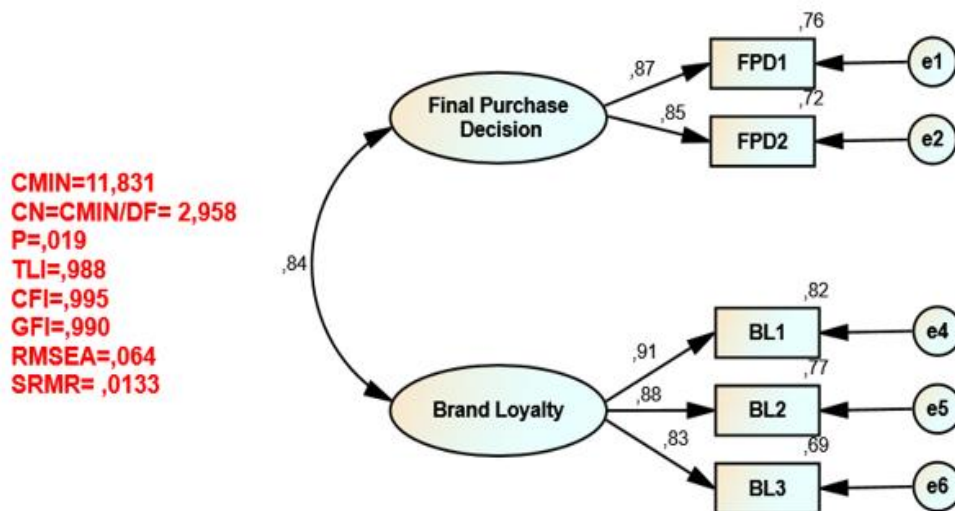 CMIN=11,831
CN=CMIN/DF= 2,958
P=,019
TLI=,988
CFI=,995
GFI=,990
RMSEA=,064
SRMR= ,0133
,84
Final Purchase
Decision
,87
,85
,76
FPD1
e1
,72
FPD2
e2
Brand Loyalty
,91
,88
,83
,82
BL1
e4
,77
BL2
e5
,69
BL3
e6